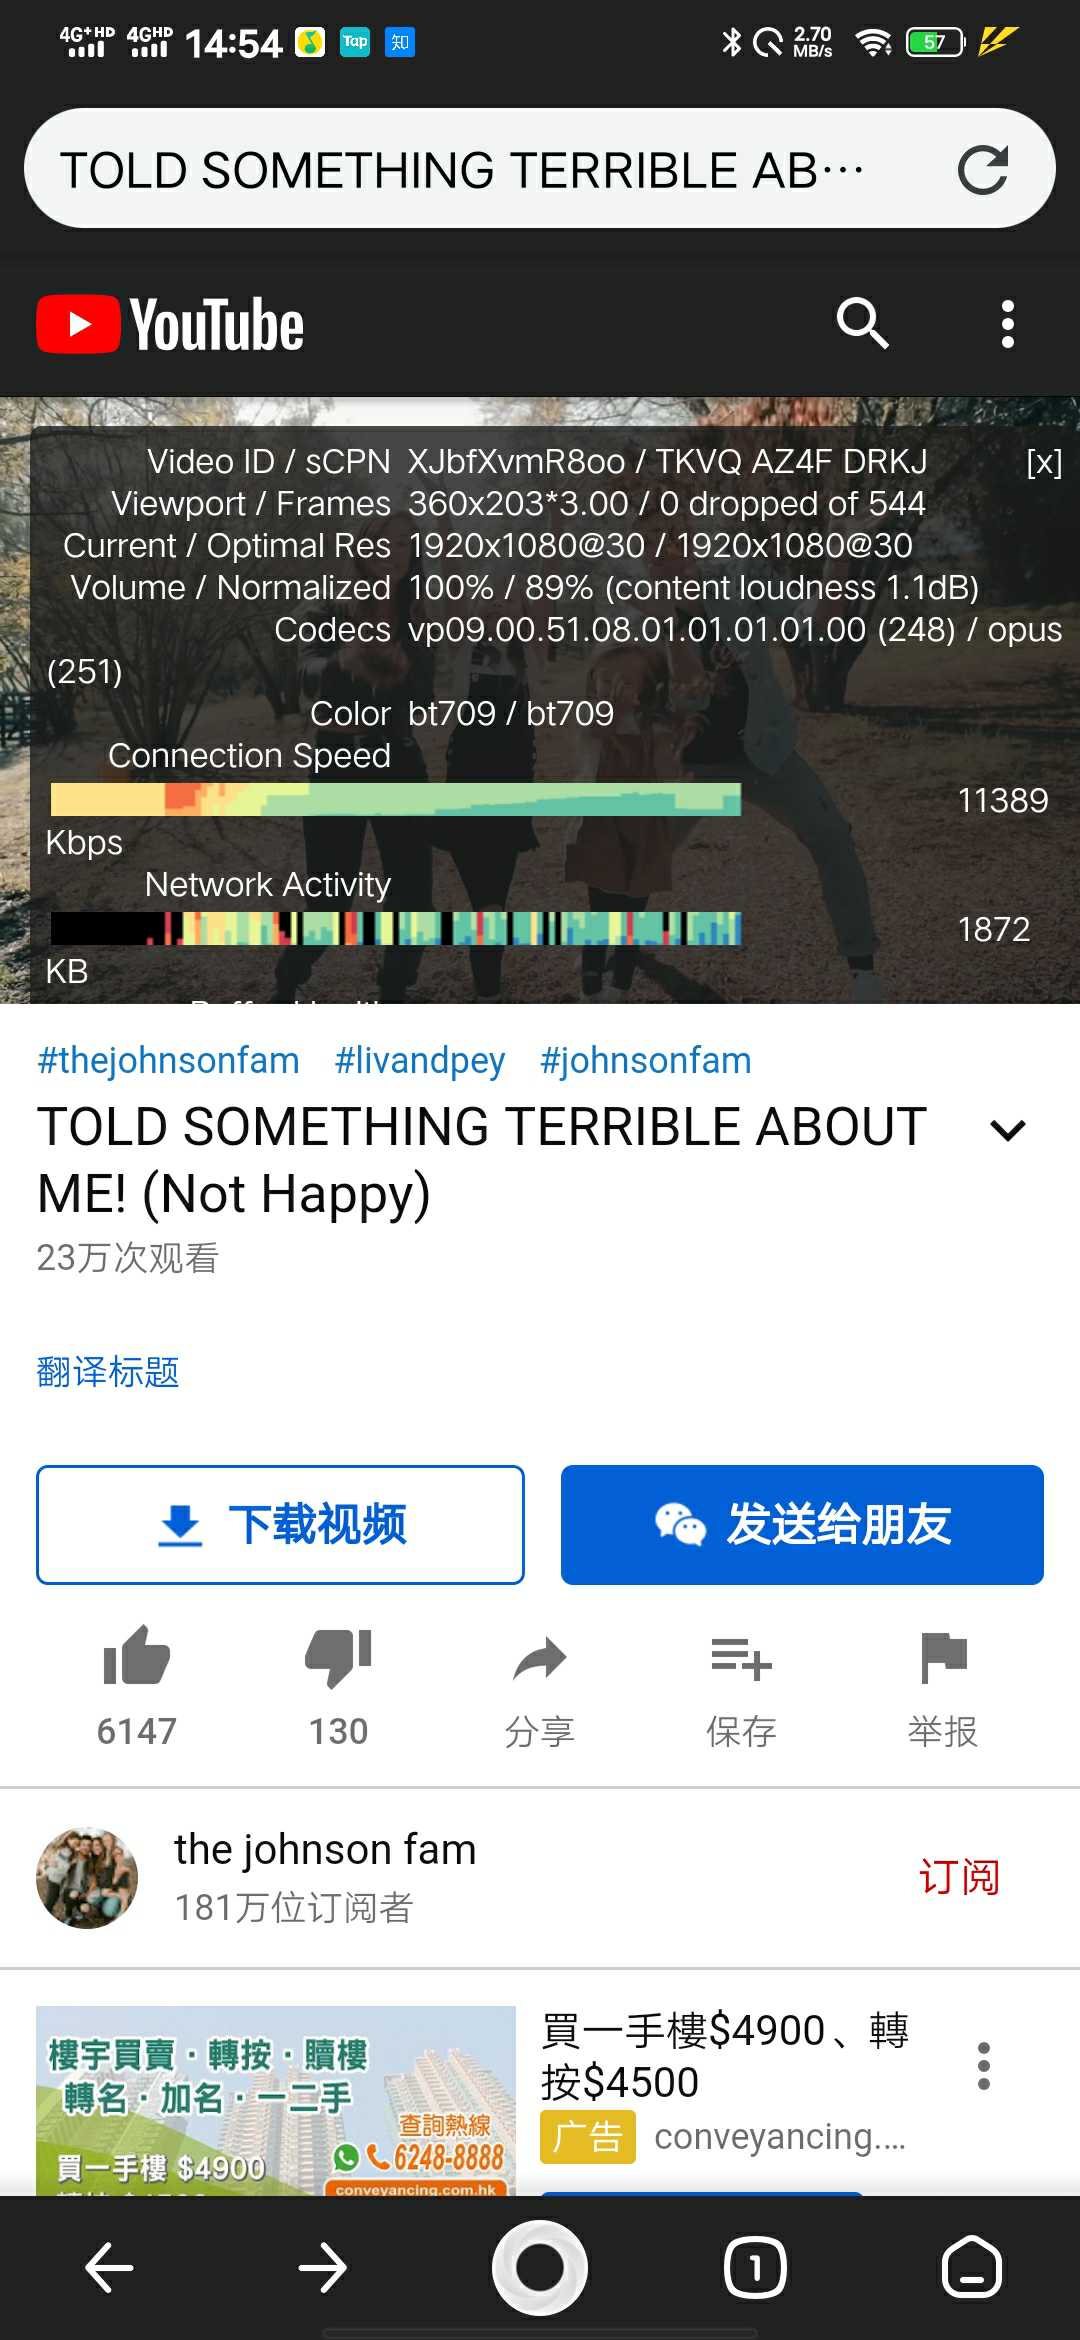 4G+HD 4GHD 14:54 Tap 知 2.70 MB/s 57
TOLD SOMETHING TERRIBLE AB…
YouTube
Video ID / sCPN XJbfXvmR8oo / TKVQ AZ4F DRKJ [x]
Viewport / Frames 360x203*3.00 / 0 dropped of 544
Current / Optimal Res 1920x1080@30 / 1920x1080@30
Volume / Normalized 100% / 89% (content loudness 1.1dB)
Codecs vp09.00.51.08.01.01.01.01.00 (248) / opus
(251)
Color bt709 / bt709
Connection Speed
11389
Kbps
Network Activity
1872
KB
#thejohnsonfam #livandpey #johnsonfam
TOLD SOMETHING TERRIBLE ABOUT
ME! (Not Happy)
23万次观看
翻译标题
下载视频 发送给朋友
6147 130 分享 保存 举报
the johnson fam
181万位订阅者
订阅
樓宇買賣·轉按·贖樓
轉名·加名·一二手
查詢熱線
6248-8888
買一手樓 $4900
conveyancing.com.hk
買一手樓$4900、轉
按$4500
广告 conveyancing....
1